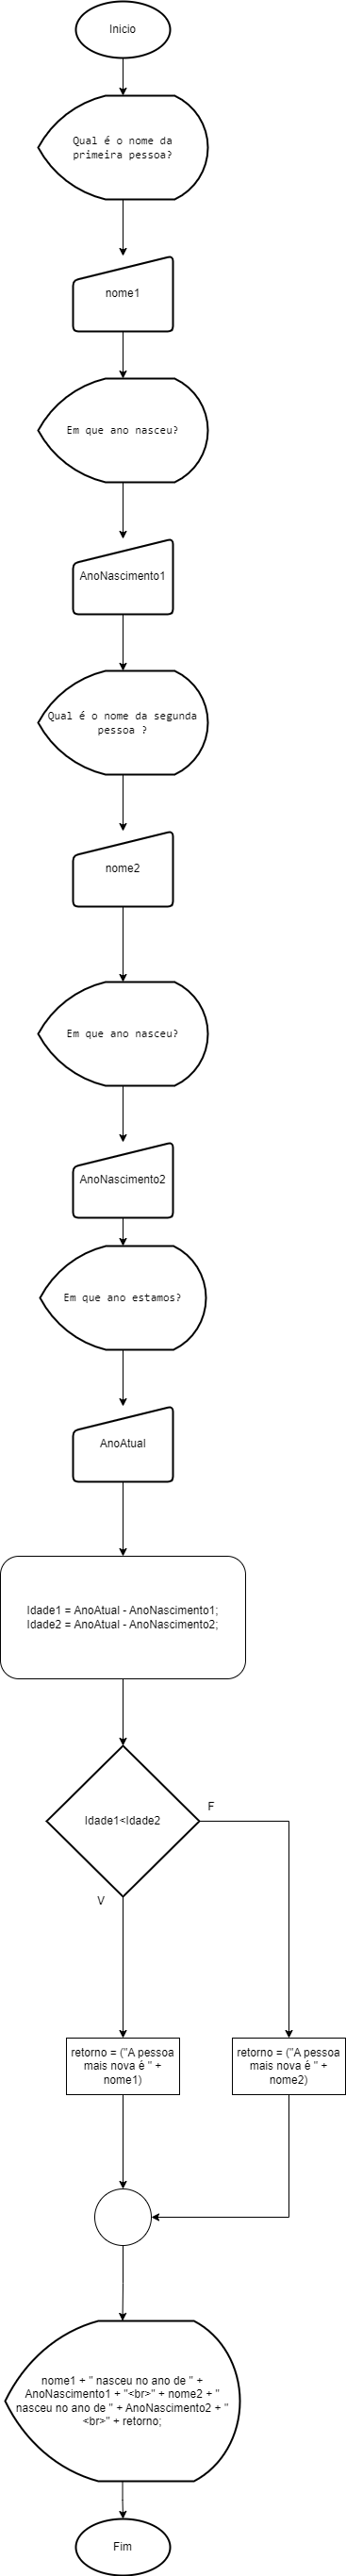 Inicio
Qual é o nome da
primeira pessoa?
nome1
Em que ano nasceu?
AnoNascimento1
Qual é o nome da segunda
pessoa ?
nome2
Em que ano nasceu?
AnoNascimento2
Em que ano estamos?
AnoAtual
Idade1 = AnoAtual - AnoNascimento1;
Idade2 = AnoAtual - AnoNascimento2;
Idade1<Idade2
F
V
retorno = ("A pessoa
mais nova é " +
nome1)
retorno = ("A pessoa
mais nova é " +
nome2)
nome1 + " nasceu no ano de " +
AnoNascimento1 + "<br>" + nome2 + "
nasceu no ano de " + AnoNascimento2 + "
<br>" + retorno;
Fim